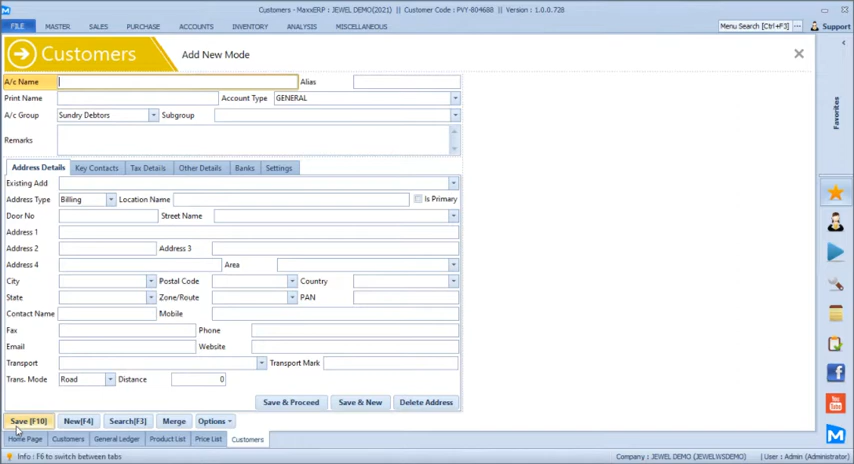 Customers - MaxxERP : JEWEL DEMO(2021) || Customer Code : PVY-804688 || Version : 1.0.0.728
FILE MASTER SALES PURCHASE ACCOUNTS INVENTORY ANALYSIS MISCELLANEOUS Menu Search [Ctrl+F3] ... Support
Customers Add New Mode
A/c Name Alias
Print Name Account Type GENERAL
A/c Group Sundry Debtors Subgroup
Favorites
Remarks
Address Details Key Contacts Tax Details Other Details Banks Settings
Existing Add
Address Type Billing Location Name Is Primary
Door No Street Name
Address 1
Address 2 Address 3
Address 4 Area
City Postal Code Country
State Zone/Route PAN
Contact Name Mobile
Fax Phone
Email Website
Transport Transport Mark
Trans. Mode Road Distance 0
Save & Proceed Save & New Delete Address
Save [F10] New[F4] Search[F3] Merge Options
Home Page Customers General Ledger Product List Price List Customers
Info : F6 to switch between tabs Company : JEWEL DEMO (JEWEL.WSDEMO) User : Admin (Administrator)